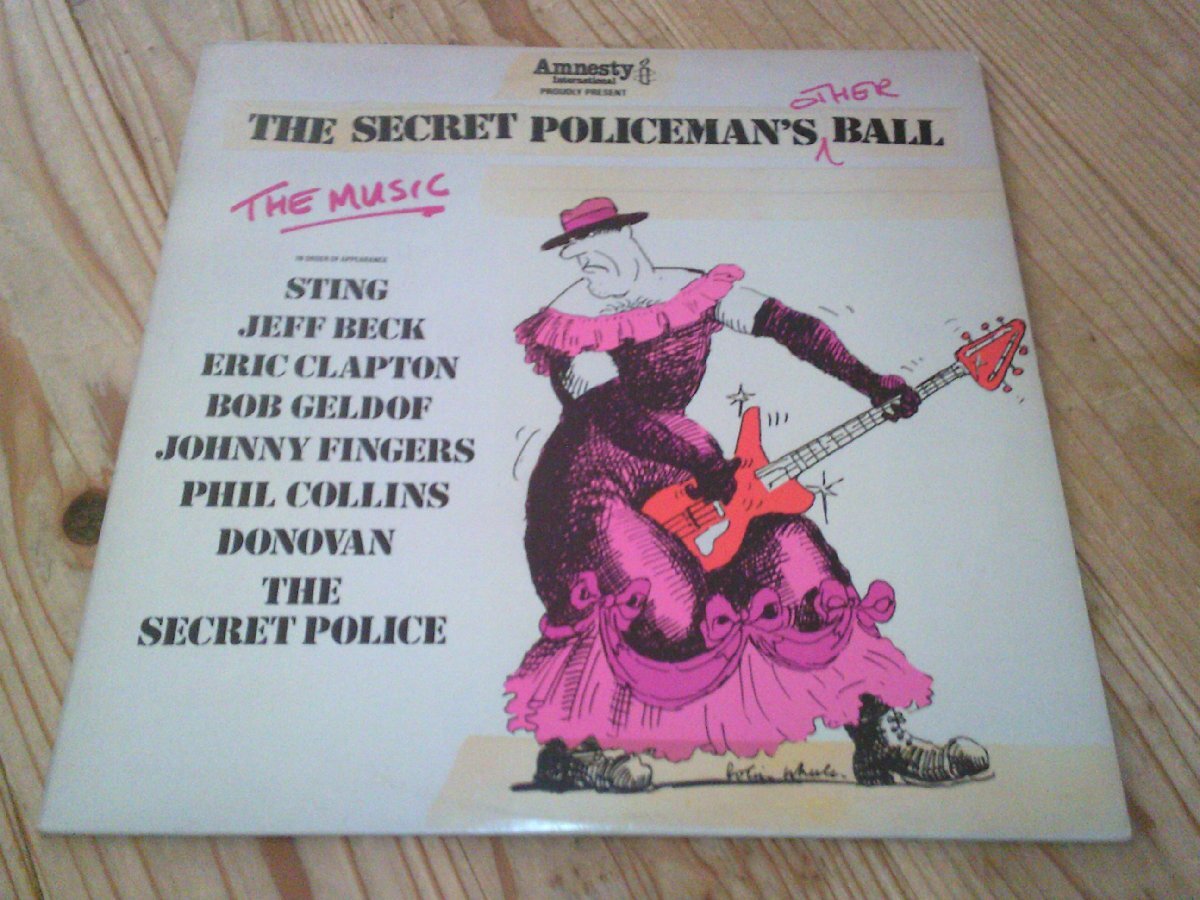 Amnesty
International
PROUDLY PRESENT
THE SECRET POLICEMAN'S OTHER BALL
THE MUSIC
IN ORDER OF APPEARANCE
STING
JEFF BECK
ERIC CLAPTON
BOB GELDOF
JOHNNY FINGERS
PHIL COLLINS
DONOVAN
THE
SECRET POLICE